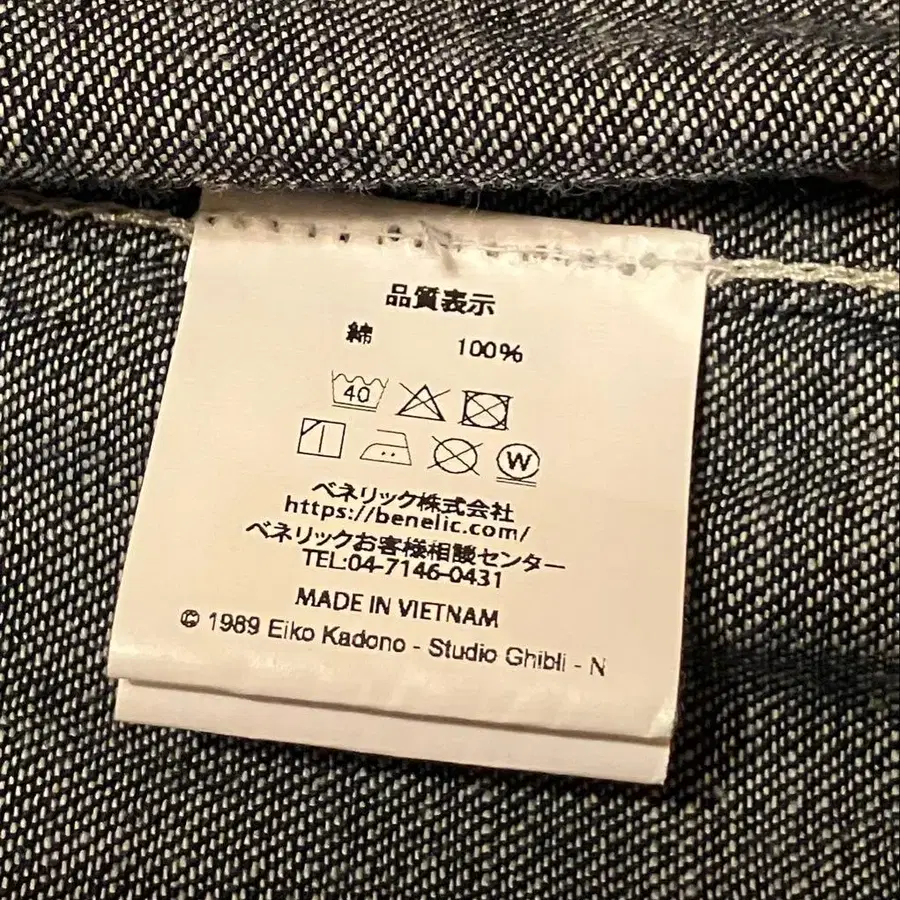 品質表示
綿 100%
40
W
ベネリック株式会社
https://benelic.com/
ベネリックお客様相談センター
TEL:04-7146-0431
MADE IN VIETNAM
© 1989 Eiko Kadono - Studio Ghibli - N